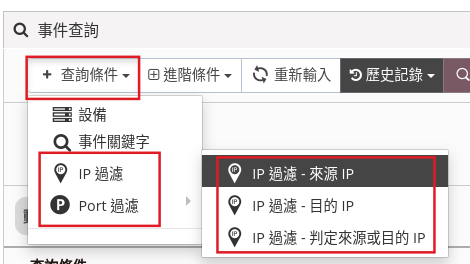 事件查詢
+ 查詢條件 進階條件 重新輸入 歷史記錄
設備
事件關鍵字
IP 過濾
Port 過濾
IP 過濾 - 來源 IP
IP 過濾 - 目的 IP
IP 過濾 - 判定來源或目的 IP